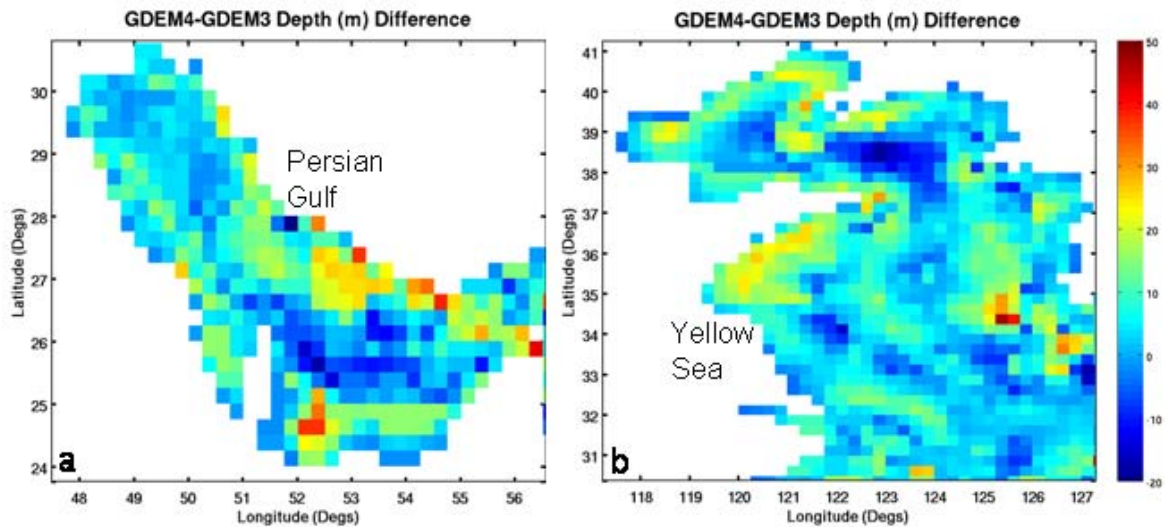 GDEM4-GDEM3 Depth (m) Difference
Latitude (Degs)
30
29
28
27
26
25
24
Persian
Gulf
a
48 49 50 51 52 53 54 55 56
Longitude (Degs)
GDEM4-GDEM3 Depth (m) Difference
Latitude (Degs)
41
40
39
38
37
36
35
34
33
32
31
Yellow
Sea
b
118 119 120 121 122 123 124 125 126 127
Longitude (Degs)
50
40
30
20
10
0
-10
-20